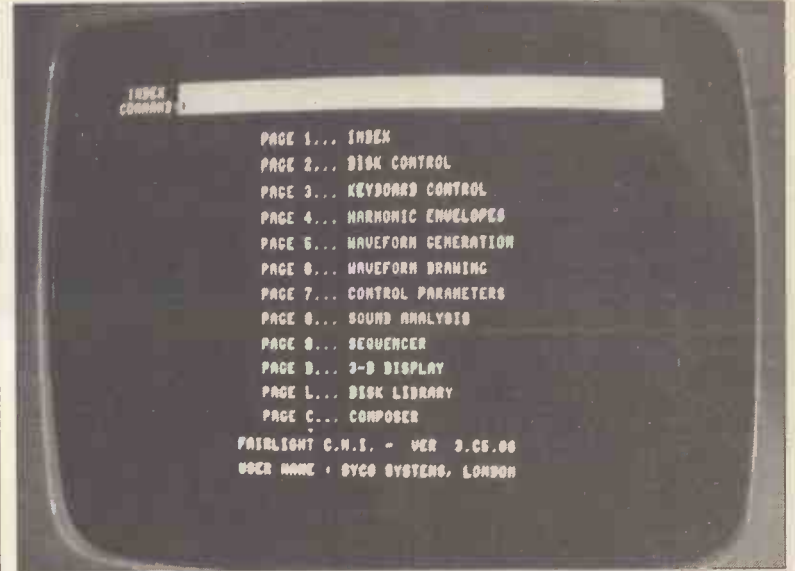 INDEX
COMMAND
PAGE 1... INDEX
PAGE 2... DISK CONTROL
PAGE 3... KEYBOARD CONTROL
PAGE 4... HARMONIC ENVELOPES
PAGE 5... WAVEFORM GENERATION
PAGE 6... WAVEFORM DRAWING
PAGE 7... CONTROL PARAMETERS
PAGE 8... SOUND ANALYSIS
PAGE 9... SEQUENCER
PAGE D... 3-D DISPLAY
PAGE L... DISK LIBRARY
PAGE C... COMPOSER
FAIRLIGHT C.M.I. - VER
USER NAME : SYCO SYSTEMS, LONDON